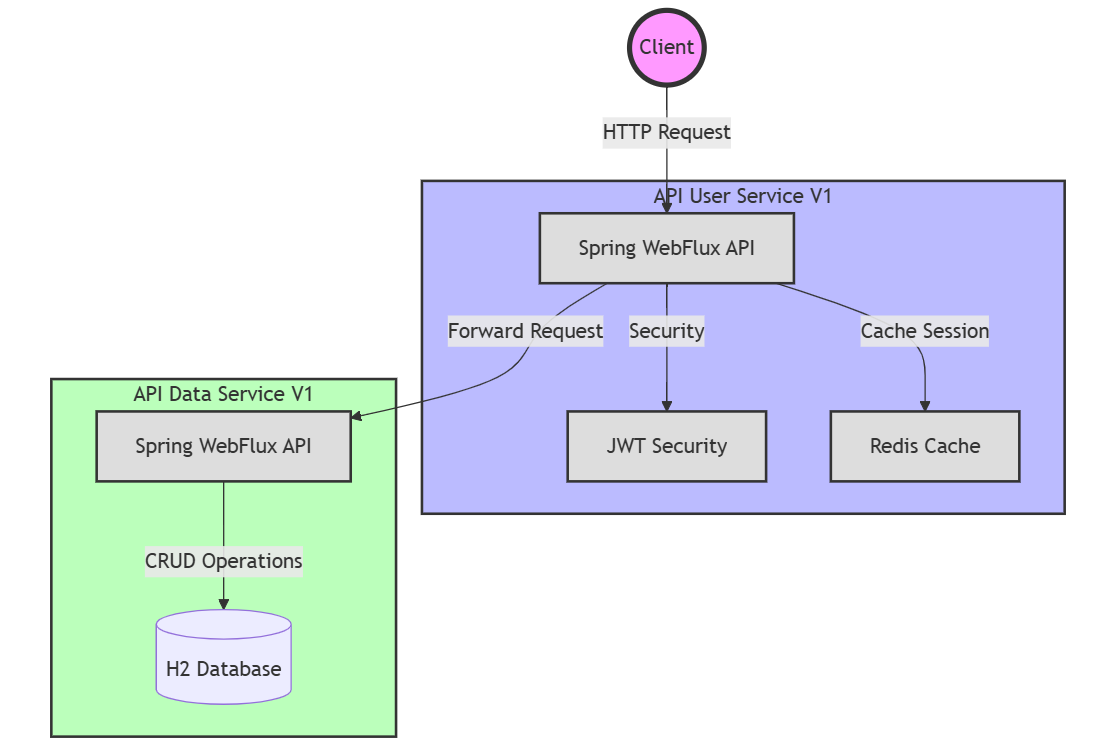 Client
HTTP Request
API User Service V1
Spring WebFlux API
Forward Request
Security
Cache Session
API Data Service V1
Spring WebFlux API
JWT Security
Redis Cache
CRUD Operations
H2 Database